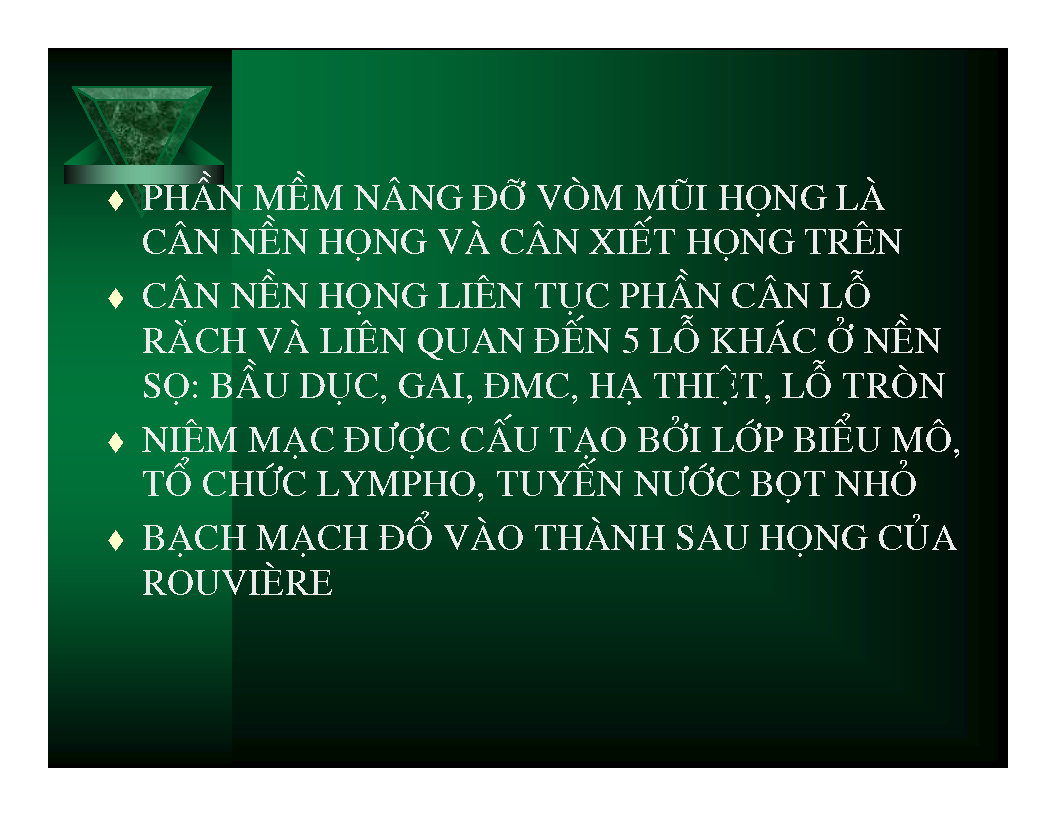 PHẦN MỀM NÂNG ĐỠ VÒM MŨI HỌNG LÀ
CÂN NỀN HỌNG VÀ CÂN XIẾT HỌNG TRÊN
CÂN NỀN HỌNG LIÊN TỤC PHẦN CÂN LỖ
RÁCH VÀ LIÊN QUAN ĐẾN 5 LỖ KHÁC Ở NỀN
SỌ: BẦU DỤC, GAI, ĐMC, HẠ THIỆT, LỖ TRÒN
NIÊM MẠC ĐƯỢC CẤU TẠO BỞI LỚP BIỂU MÔ,
TỔ CHỨC LYMPHO, TUYẾN NƯỚC BỌT NHỎ
BẠCH MẠCH ĐỔ VÀO THÀNH SAU HỌNG CỦA
ROUVIÈRE